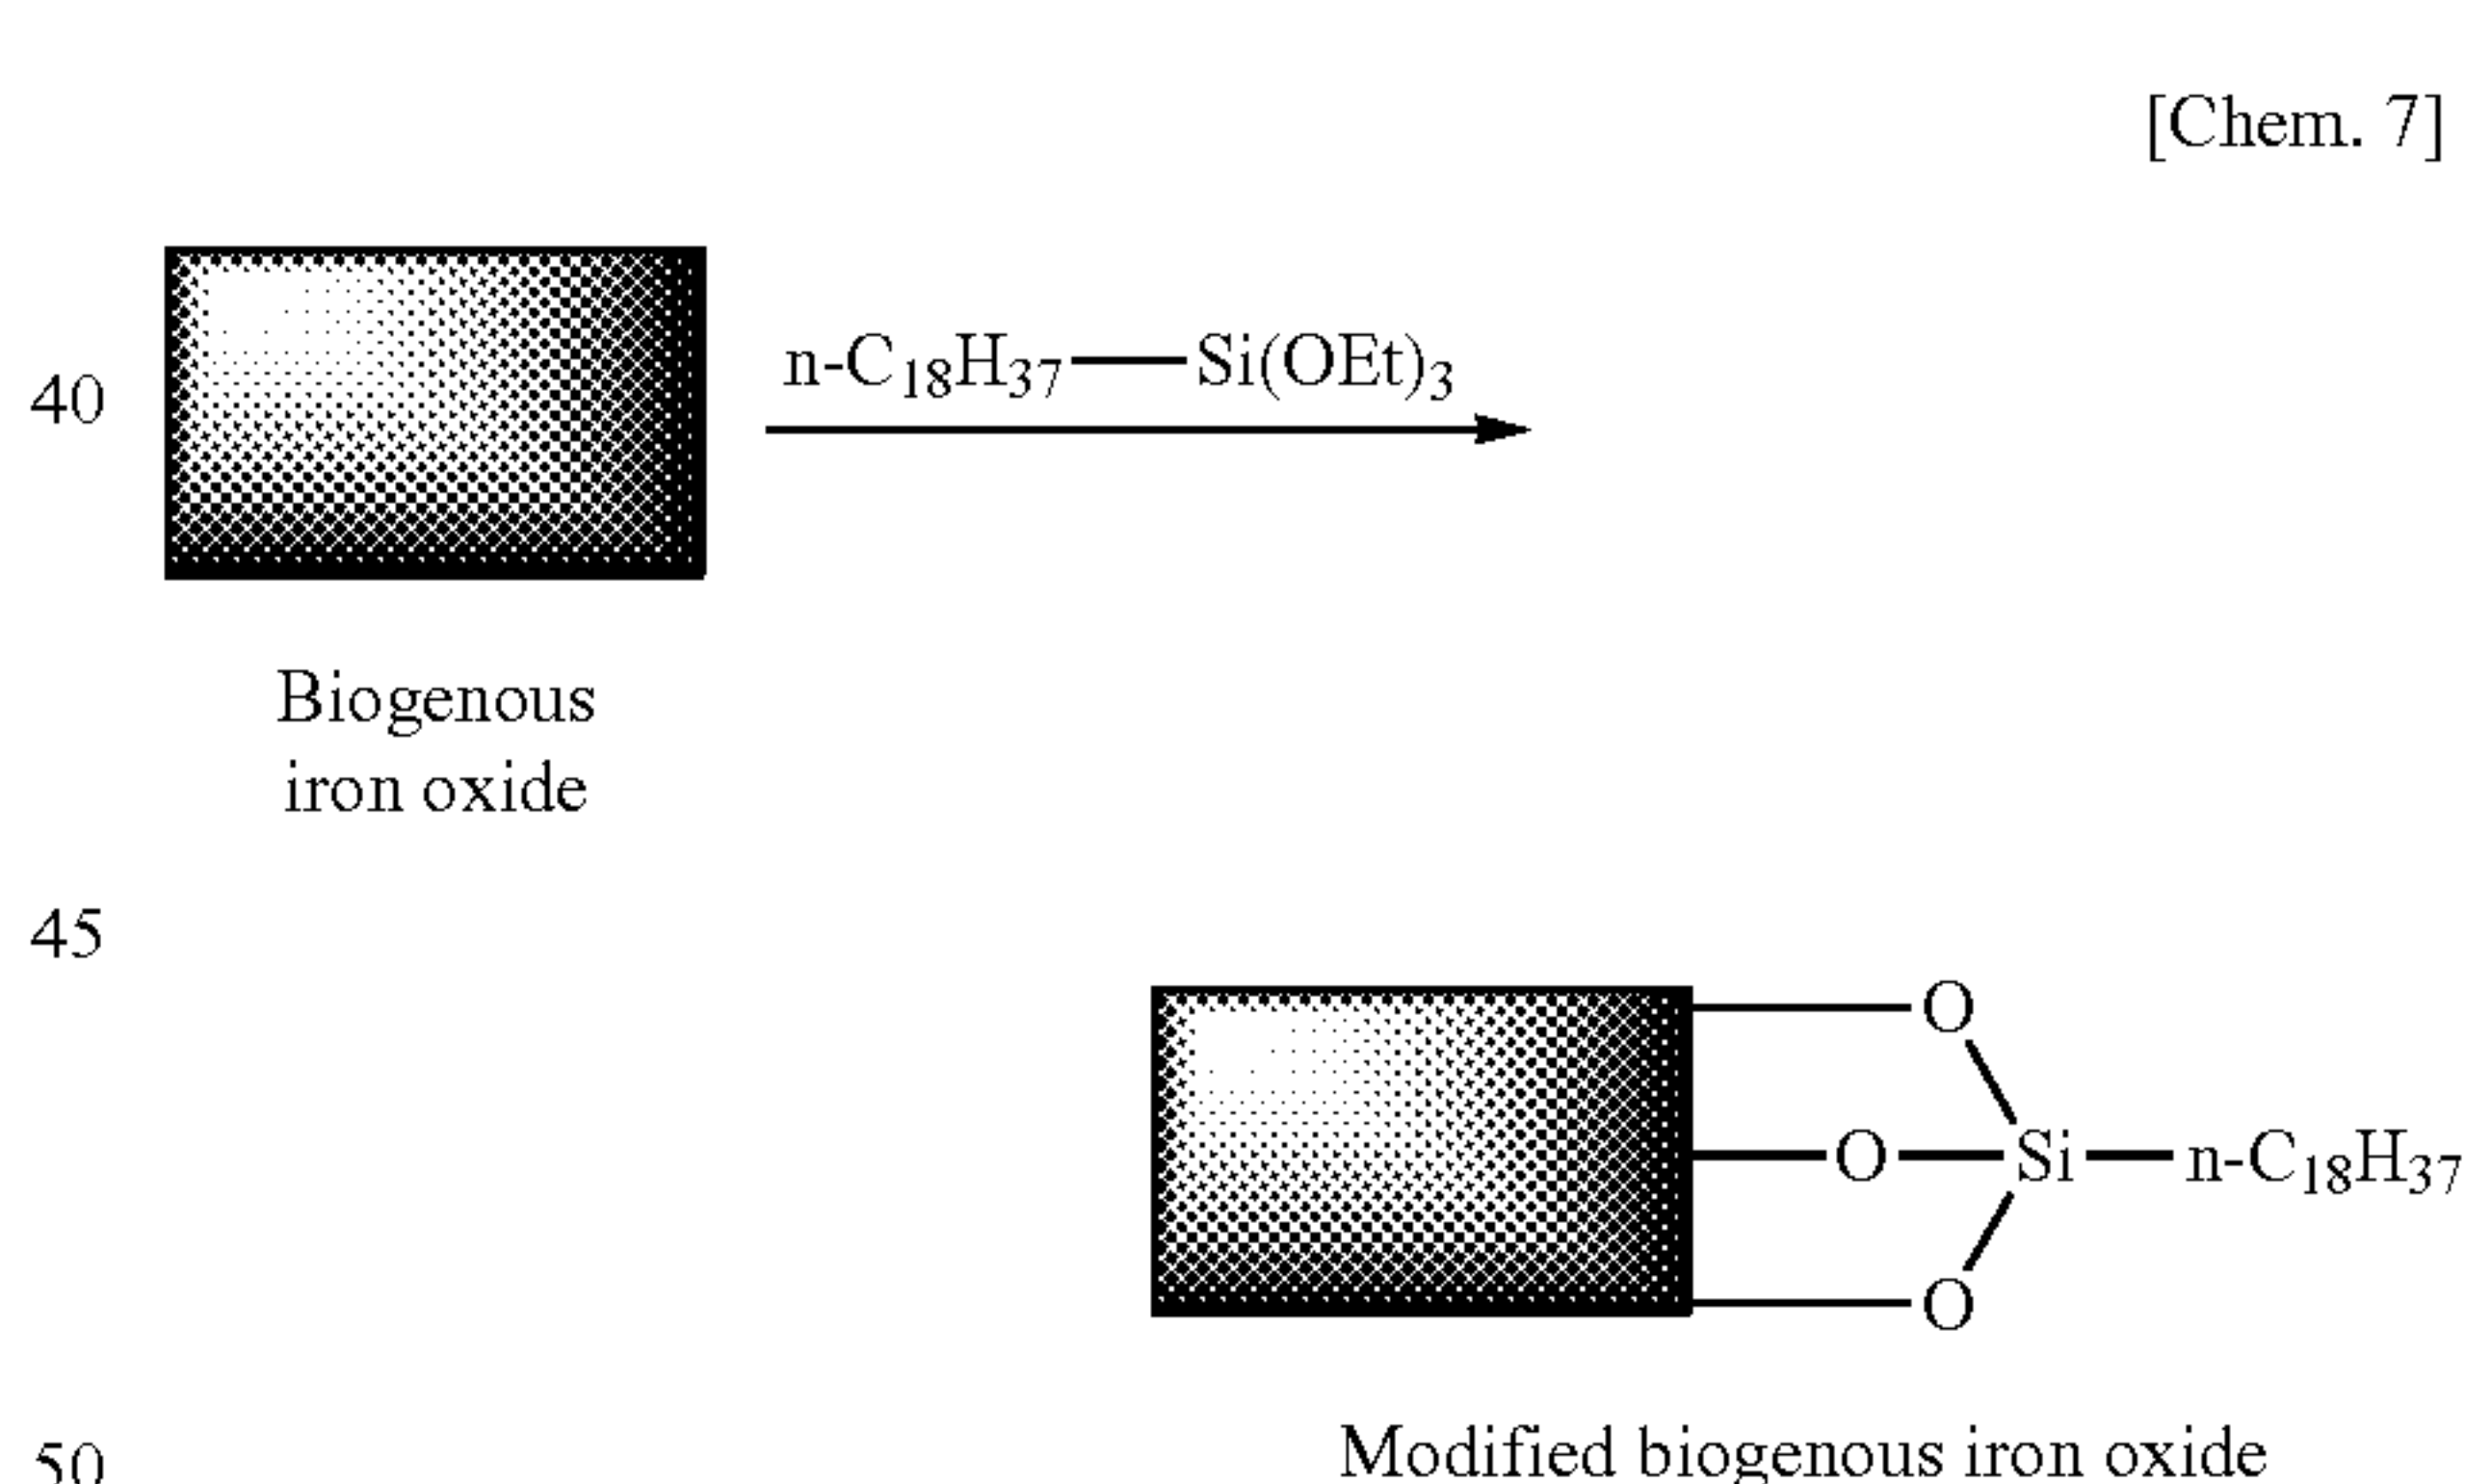 [Chem. 7]
n-C₁₈H₃₇—Si(OEt)₃
40
Biogenous
iron oxide
45
O
O—Si—n-C₁₈H₃₇
O
Modified biogenous iron oxide
50